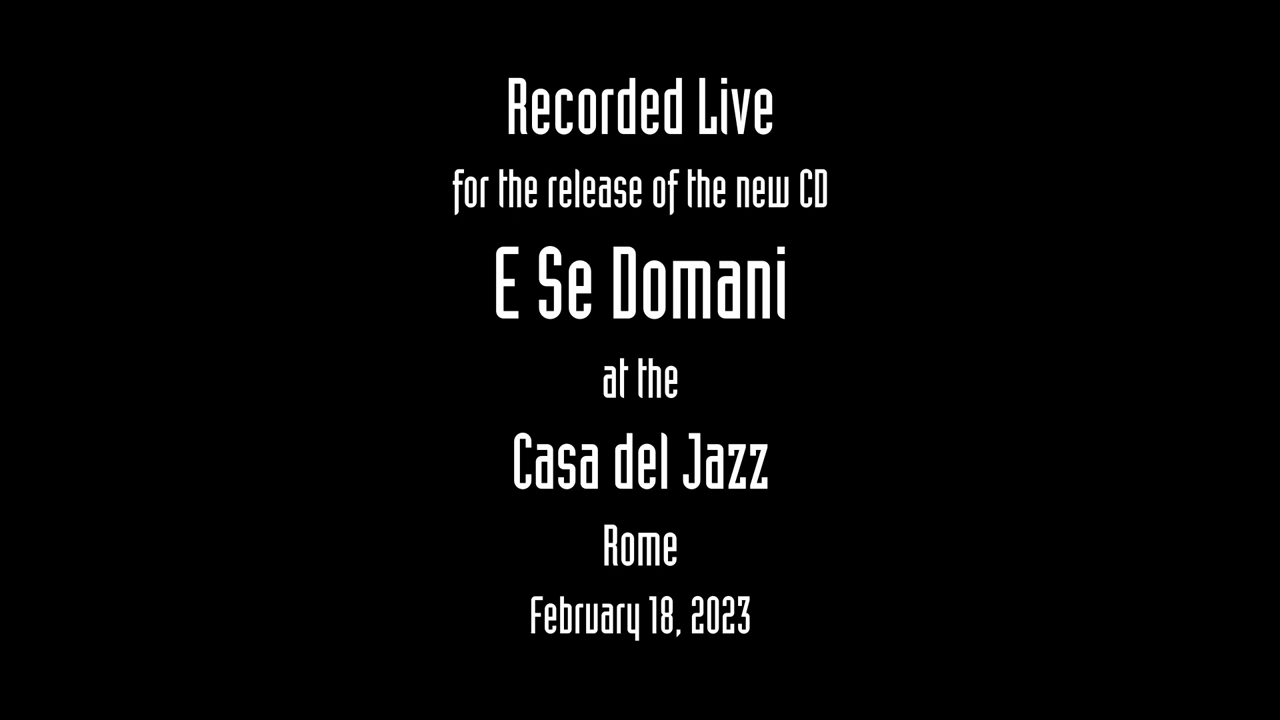 Recorded Live
for the release of the new CD
E Se Domani
at the
Casa del Jazz
Rome
February 18, 2023